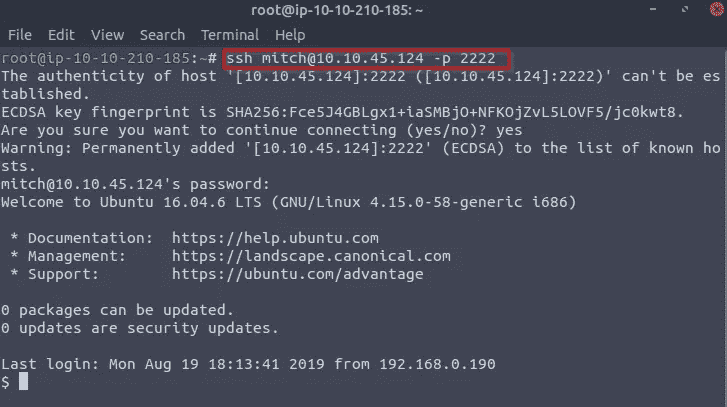 root@ip-10-10-210-185: ~
File Edit View Search Terminal Help
root@ip-10-10-210-185:~# ssh mitch@10.10.45.124 -p 2222
The authenticity of host '[10.10.45.124]:2222 ([10.10.45.124]:2222)' can't be es
tablished.
ECDSA key fingerprint is SHA256:Fce5J4GBLgx1+iaSMBjO+NFKOjZvL5LOVF5/jc0kwt8.
Are you sure you want to continue connecting (yes/no)? yes
Warning: Permanently added '[10.10.45.124]:2222' (ECDSA) to the list of known ho
sts.
mitch@10.10.45.124's password:
Welcome to Ubuntu 16.04.6 LTS (GNU/Linux 4.15.0-58-generic i686)
* Documentation: https://help.ubuntu.com
* Management: https://landscape.canonical.com
* Support: https://ubuntu.com/advantage
0 packages can be updated.
0 updates are security updates.
Last login: Mon Aug 19 18:13:41 2019 from 192.168.0.190
$